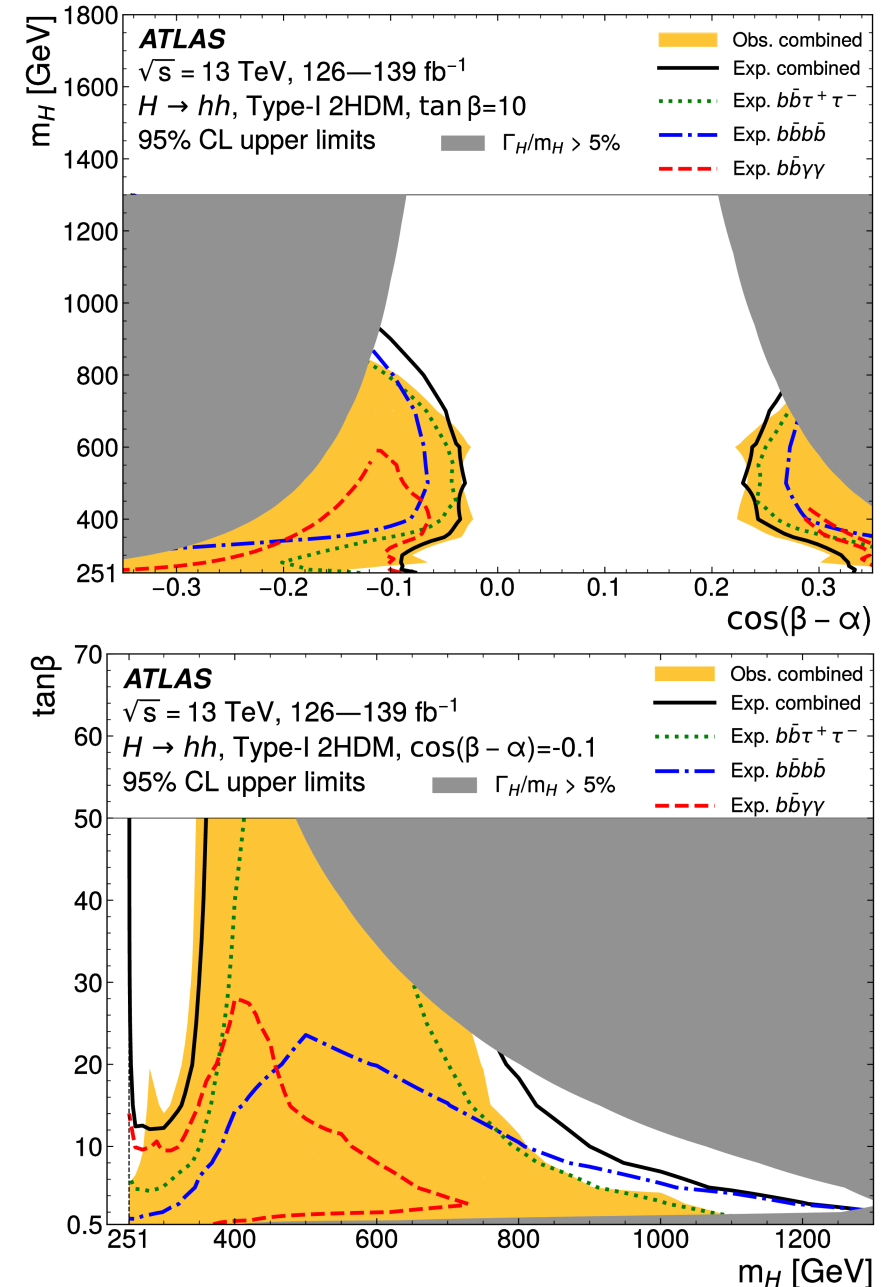 1800
1600
1400
1200
1000
800
600
400
251
m_H [GeV]
ATLAS
√s = 13 TeV, 126—139 fb⁻¹
H → hh, Type-I 2HDM, tan β=10
95% CL upper limits
Γ_H/m_H > 5%
Obs. combined
Exp. combined
Exp. bb̄τ⁺τ⁻
Exp. bb̄bb̄
Exp. bb̄γγ
−0.3 −0.2 −0.1 0.0 0.1 0.2 0.3
cos(β – α)
70
60
50
40
30
20
10
0.5
tanβ
ATLAS
√s = 13 TeV, 126—139 fb⁻¹
H → hh, Type-I 2HDM, cos(β – α)=-0.1
95% CL upper limits
Γ_H/m_H > 5%
Obs. combined
Exp. combined
Exp. bb̄τ⁺τ⁻
Exp. bb̄bb̄
Exp. bb̄γγ
251 400 600 800 1000 1200
m_H [GeV]